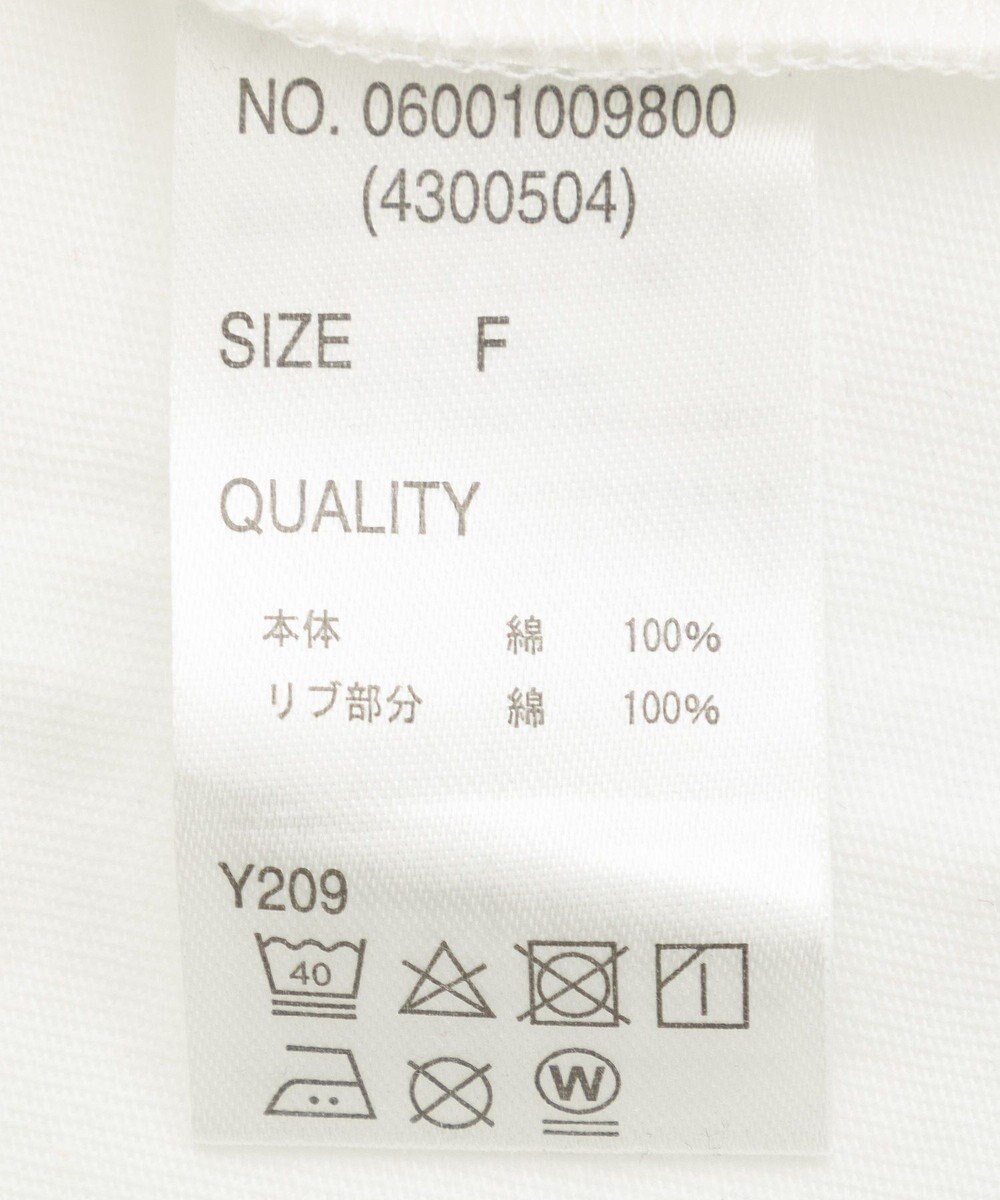 NO. 06001009800
(4300504)
SIZE F
QUALITY
本体 綿 100%
リブ部分 綿 100%
Y209
40
W